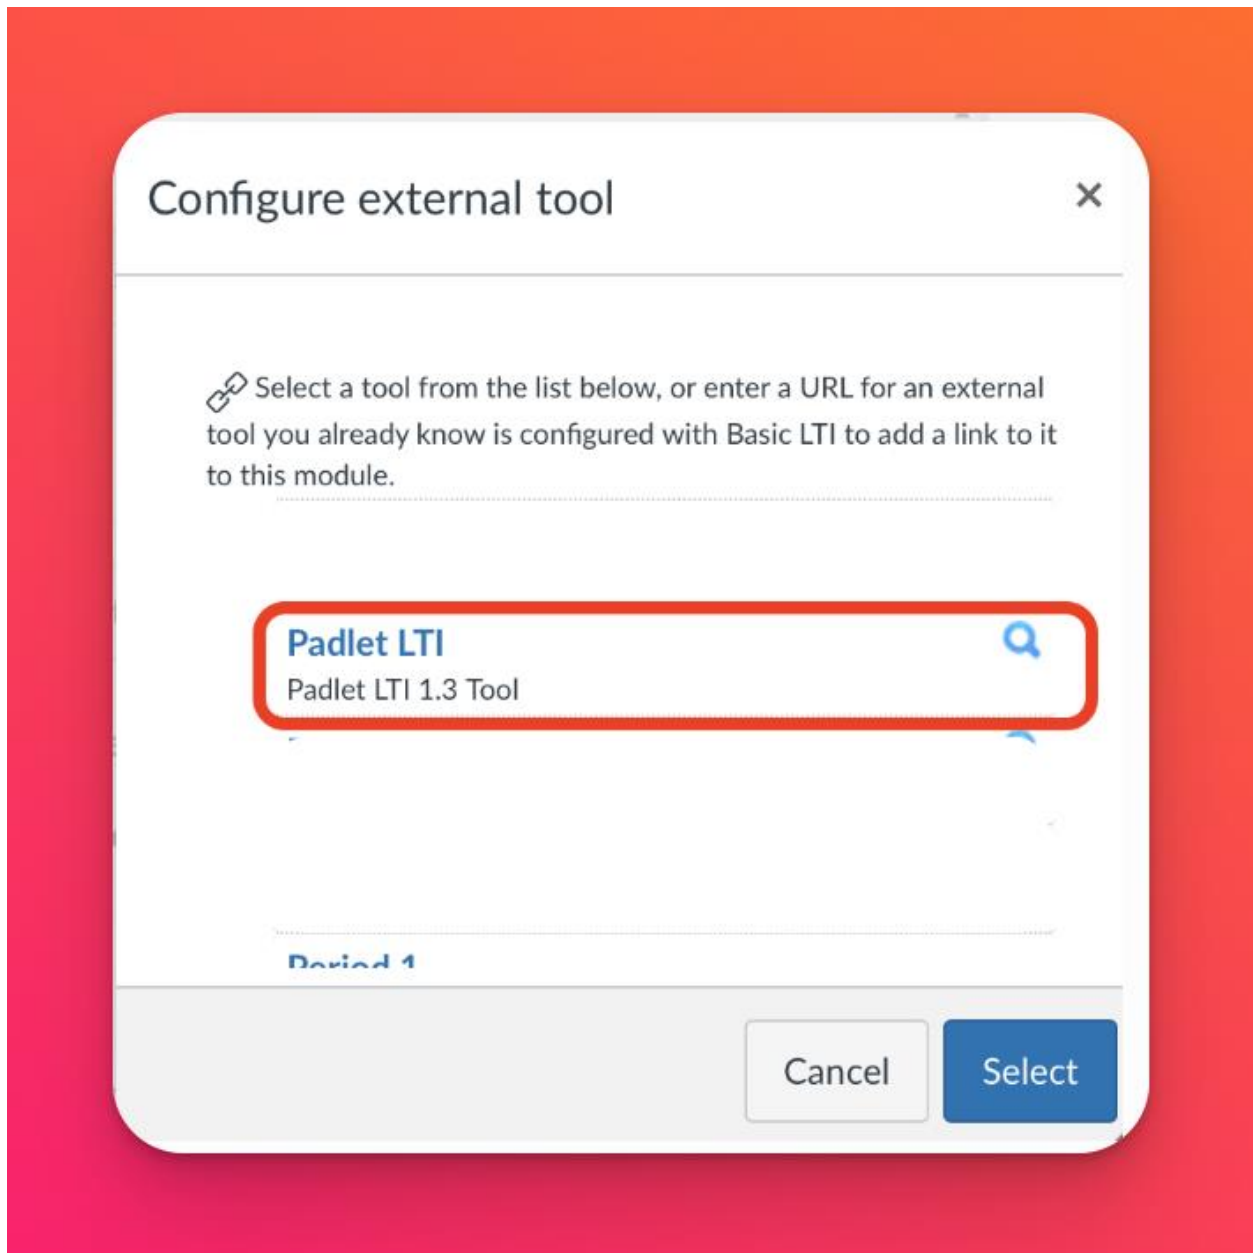 Configure external tool
Select a tool from the list below, or enter a URL for an external
tool you already know is configured with Basic LTI to add a link to it
to this module.
Padlet LTI
Padlet LTI 1.3 Tool
Period 1
Cancel
Select